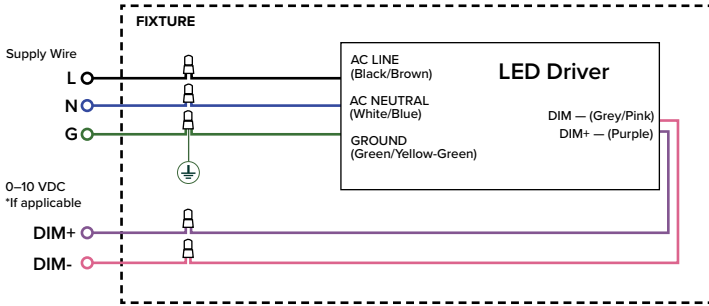 FIXTURE
Supply Wire
L
N
G
AC LINE
(Black/Brown)
AC NEUTRAL
(White/Blue)
GROUND
(Green/Yellow-Green)
LED Driver
DIM — (Grey/Pink)
DIM+ — (Purple)
0–10 VDC
*If applicable
DIM+
DIM-